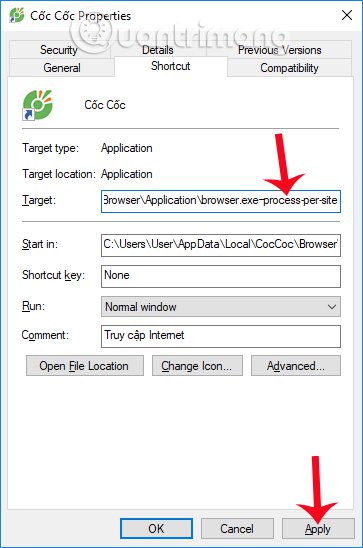 Cốc Cốc Properties
Quantrimang
Security Details Previous Versions
General Shortcut Compatibility
Cốc Cốc
Target type: Application
Target location: Application
Target: Browser\Application\browser.exe–process-per-site
Start in: C:\Users\User\AppData\Local\CocCoc\Browser\
Shortcut key: None
Run: Normal window
Comment: Truy cập Internet
Open File Location Change Icon... Advanced...
OK Cancel Apply